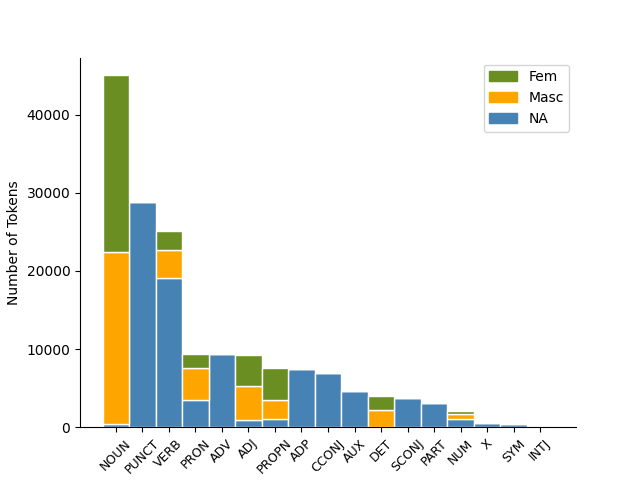 Fem
Masc
NA
Number of Tokens
40000
30000
20000
10000
0
NOUN
PUNCT
VERB
PRON
ADV
ADJ
PROPN
ADP
CCONJ
AUX
DET
SCONJ
PART
NUM
X
SYM
INTJ